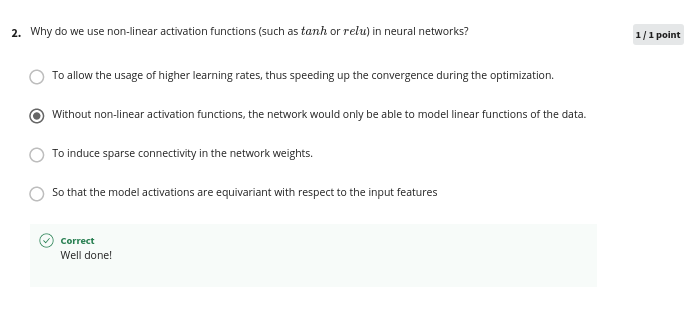 2. Why do we use non-linear activation functions (such as tanh or relu) in neural networks?
1 / 1 point
To allow the usage of higher learning rates, thus speeding up the convergence during the optimization.
Without non-linear activation functions, the network would only be able to model linear functions of the data.
To induce sparse connectivity in the network weights.
So that the model activations are equivariant with respect to the input features
Correct
Well done!